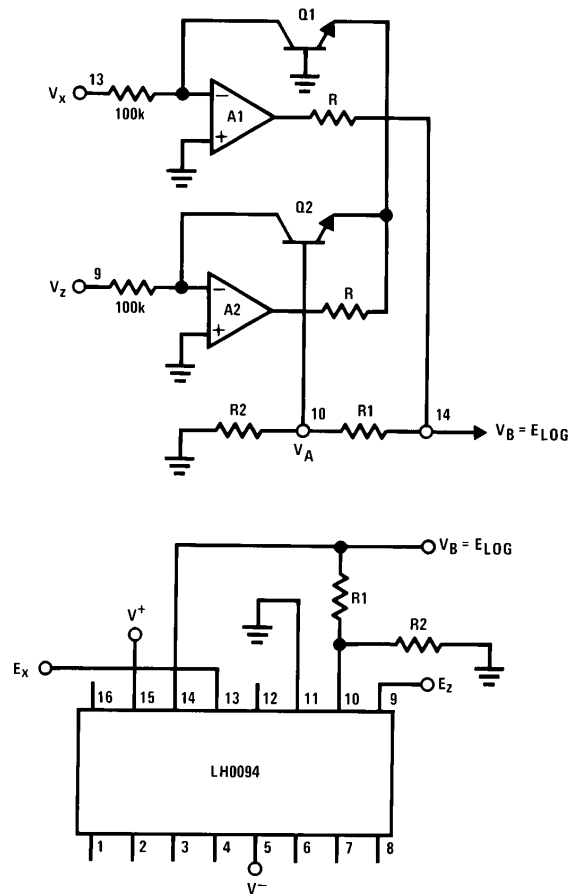 Q1
Vx 13
100k
− A1
+
R
Q2
Vz 9
100k
− A2
+
R
R2 10 R1 14
VA
VB = ELOG
VB = ELOG
R1
V+
R2
Ex
Ez
16 15 14 13 12 11 10 9
LH0094
1 2 3 4 5 6 7 8
V−